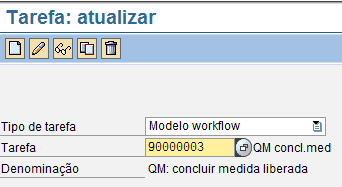 Tarefa: atualizar
Tipo de tarefa Modelo workflow
Tarefa 90000003 QM concl.med
Denominação QM: concluir medida liberada